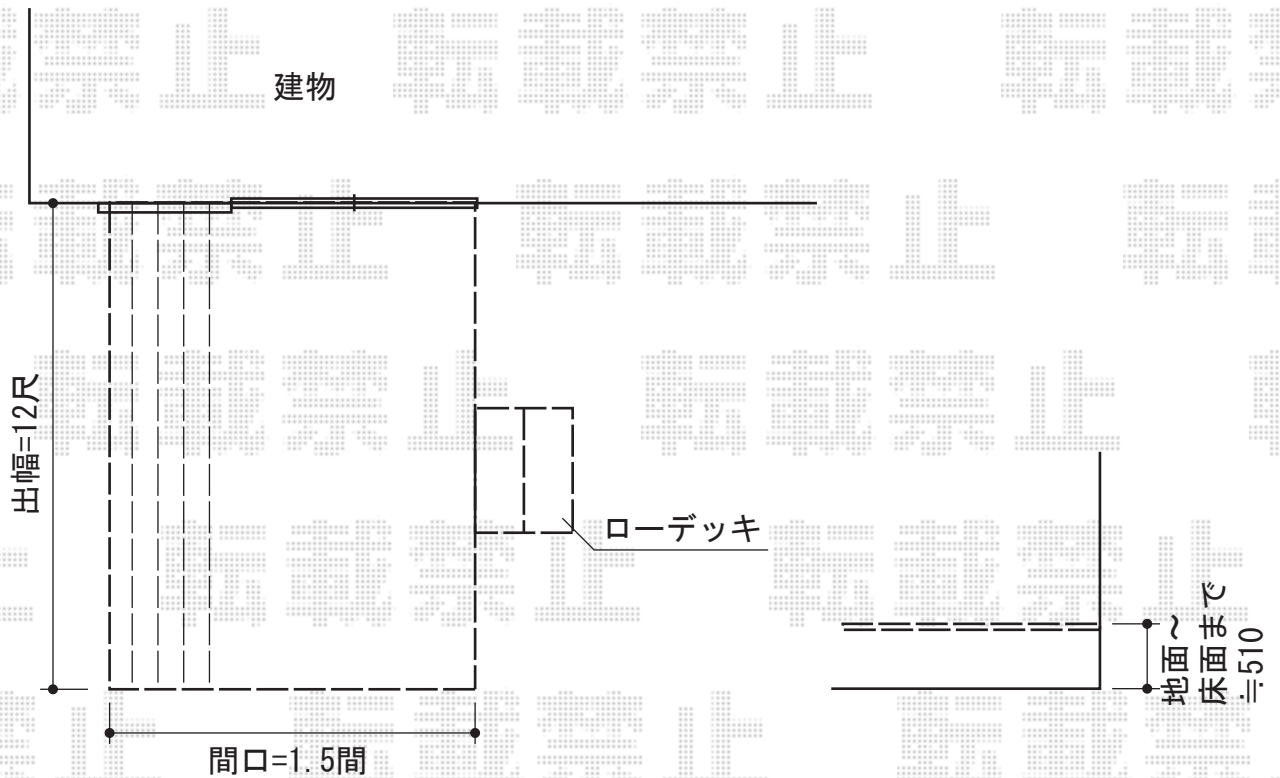 建物
出幅=12尺
ローデッキ
地面～
床面まで
≒510
間口=1.5間
転載禁止